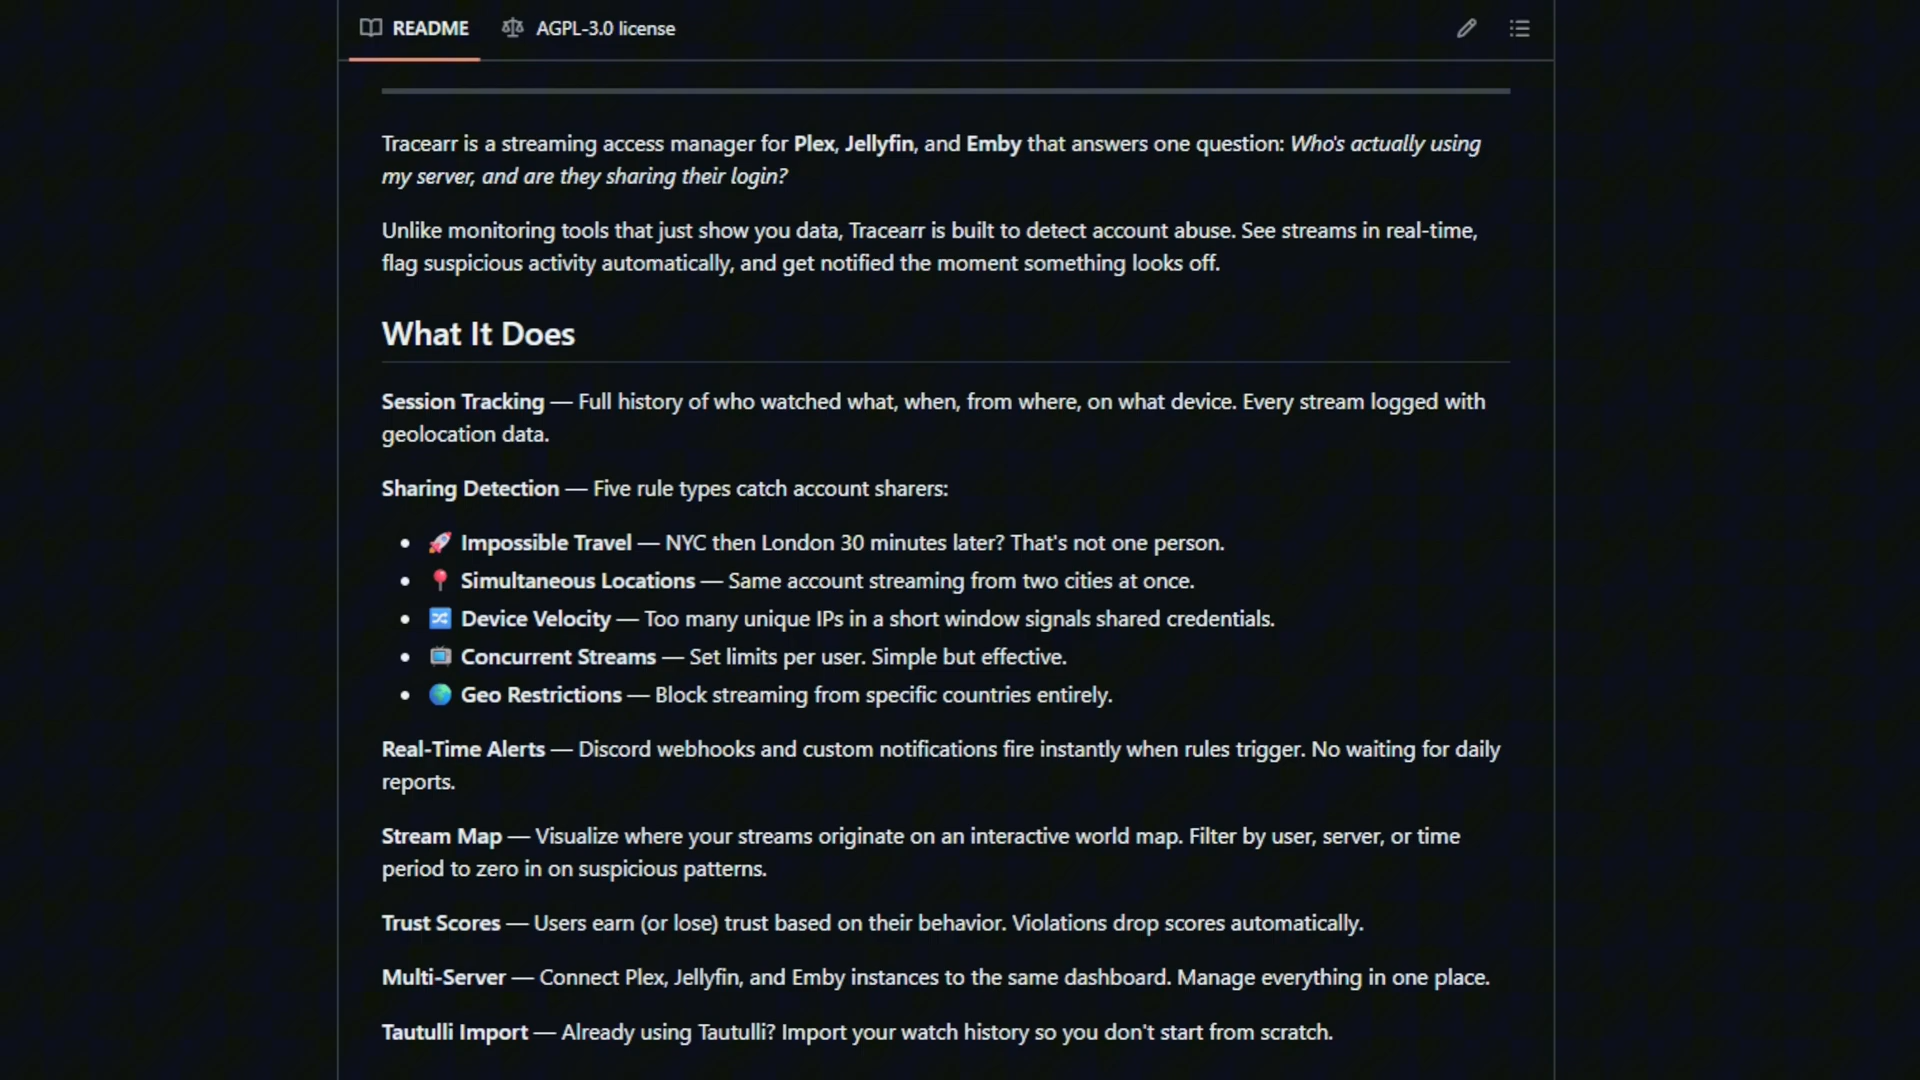 README
AGPL-3.0 license
Tracearr is a streaming access manager for Plex, Jellyfin, and Emby that answers one question: Who's actually using
my server, and are they sharing their login?
Unlike monitoring tools that just show you data, Tracearr is built to detect account abuse. See streams in real-time,
flag suspicious activity automatically, and get notified the moment something looks off.
What It Does
Session Tracking — Full history of who watched what, when, from where, on what device. Every stream logged with
geolocation data.
Sharing Detection — Five rule types catch account sharers:
• 🚀 Impossible Travel — NYC then London 30 minutes later? That's not one person.
• 📍 Simultaneous Locations — Same account streaming from two cities at once.
• 🔀 Device Velocity — Too many unique IPs in a short window signals shared credentials.
• 📺 Concurrent Streams — Set limits per user. Simple but effective.
• 🌍 Geo Restrictions — Block streaming from specific countries entirely.
Real-Time Alerts — Discord webhooks and custom notifications fire instantly when rules trigger. No waiting for daily
reports.
Stream Map — Visualize where your streams originate on an interactive world map. Filter by user, server, or time
period to zero in on suspicious patterns.
Trust Scores — Users earn (or lose) trust based on their behavior. Violations drop scores automatically.
Multi-Server — Connect Plex, Jellyfin, and Emby instances to the same dashboard. Manage everything in one place.
Tautulli Import — Already using Tautulli? Import your watch history so you don't start from scratch.